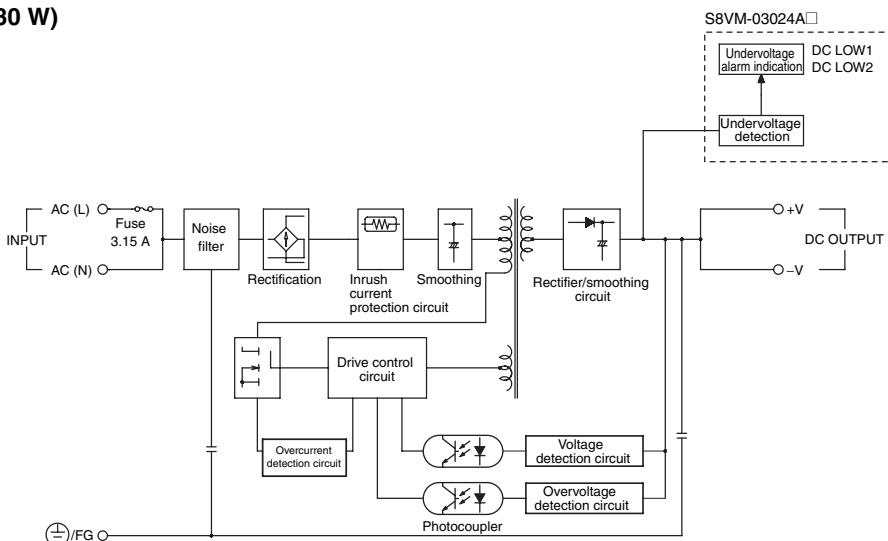 30 W)
S8VM-03024A□
Undervoltage
alarm indication
DC LOW1
DC LOW2
Undervoltage
detection
INPUT
AC (L)
Fuse
3.15 A
AC (N)
Noise
filter
Rectification
Inrush
current
protection circuit
Smoothing
Rectifier/smoothing
circuit
+V
DC OUTPUT
−V
Drive control
circuit
Overcurrent
detection circuit
Voltage
detection circuit
Overvoltage
detection circuit
Photocoupler
/FG